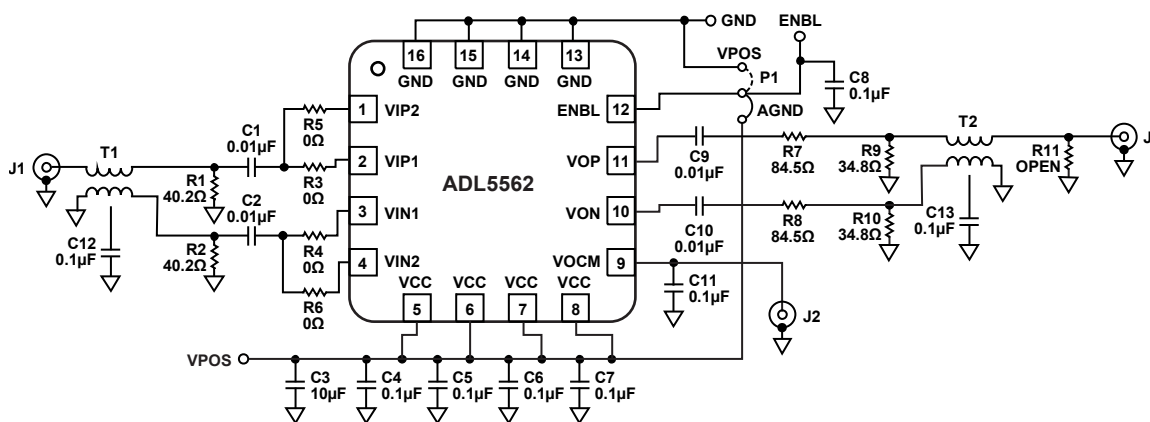 GND
ENBL
16
15
14
13
GND
GND
GND
GND
VPOS
P1
AGND
C8
0.1µF
1
VIP2
ENBL
12
R5
0Ω
C1
0.01µF
J1
T1
2
VIP1
R3
0Ω
R1
40.2Ω
ADL5562
VOP
11
C9
0.01µF
R7
84.5Ω
R9
34.8Ω
T2
R11
OPEN
J
C2
0.01µF
3
VIN1
R4
0Ω
VON
10
C10
0.01µF
R8
84.5Ω
R10
34.8Ω
C13
0.1µF
C12
0.1µF
R2
40.2Ω
4
VIN2
R6
0Ω
VOCM
9
C11
0.1µF
J2
VCC
VCC
VCC
VCC
5
6
7
8
VPOS
C3
10µF
C4
0.1µF
C5
0.1µF
C6
0.1µF
C7
0.1µF